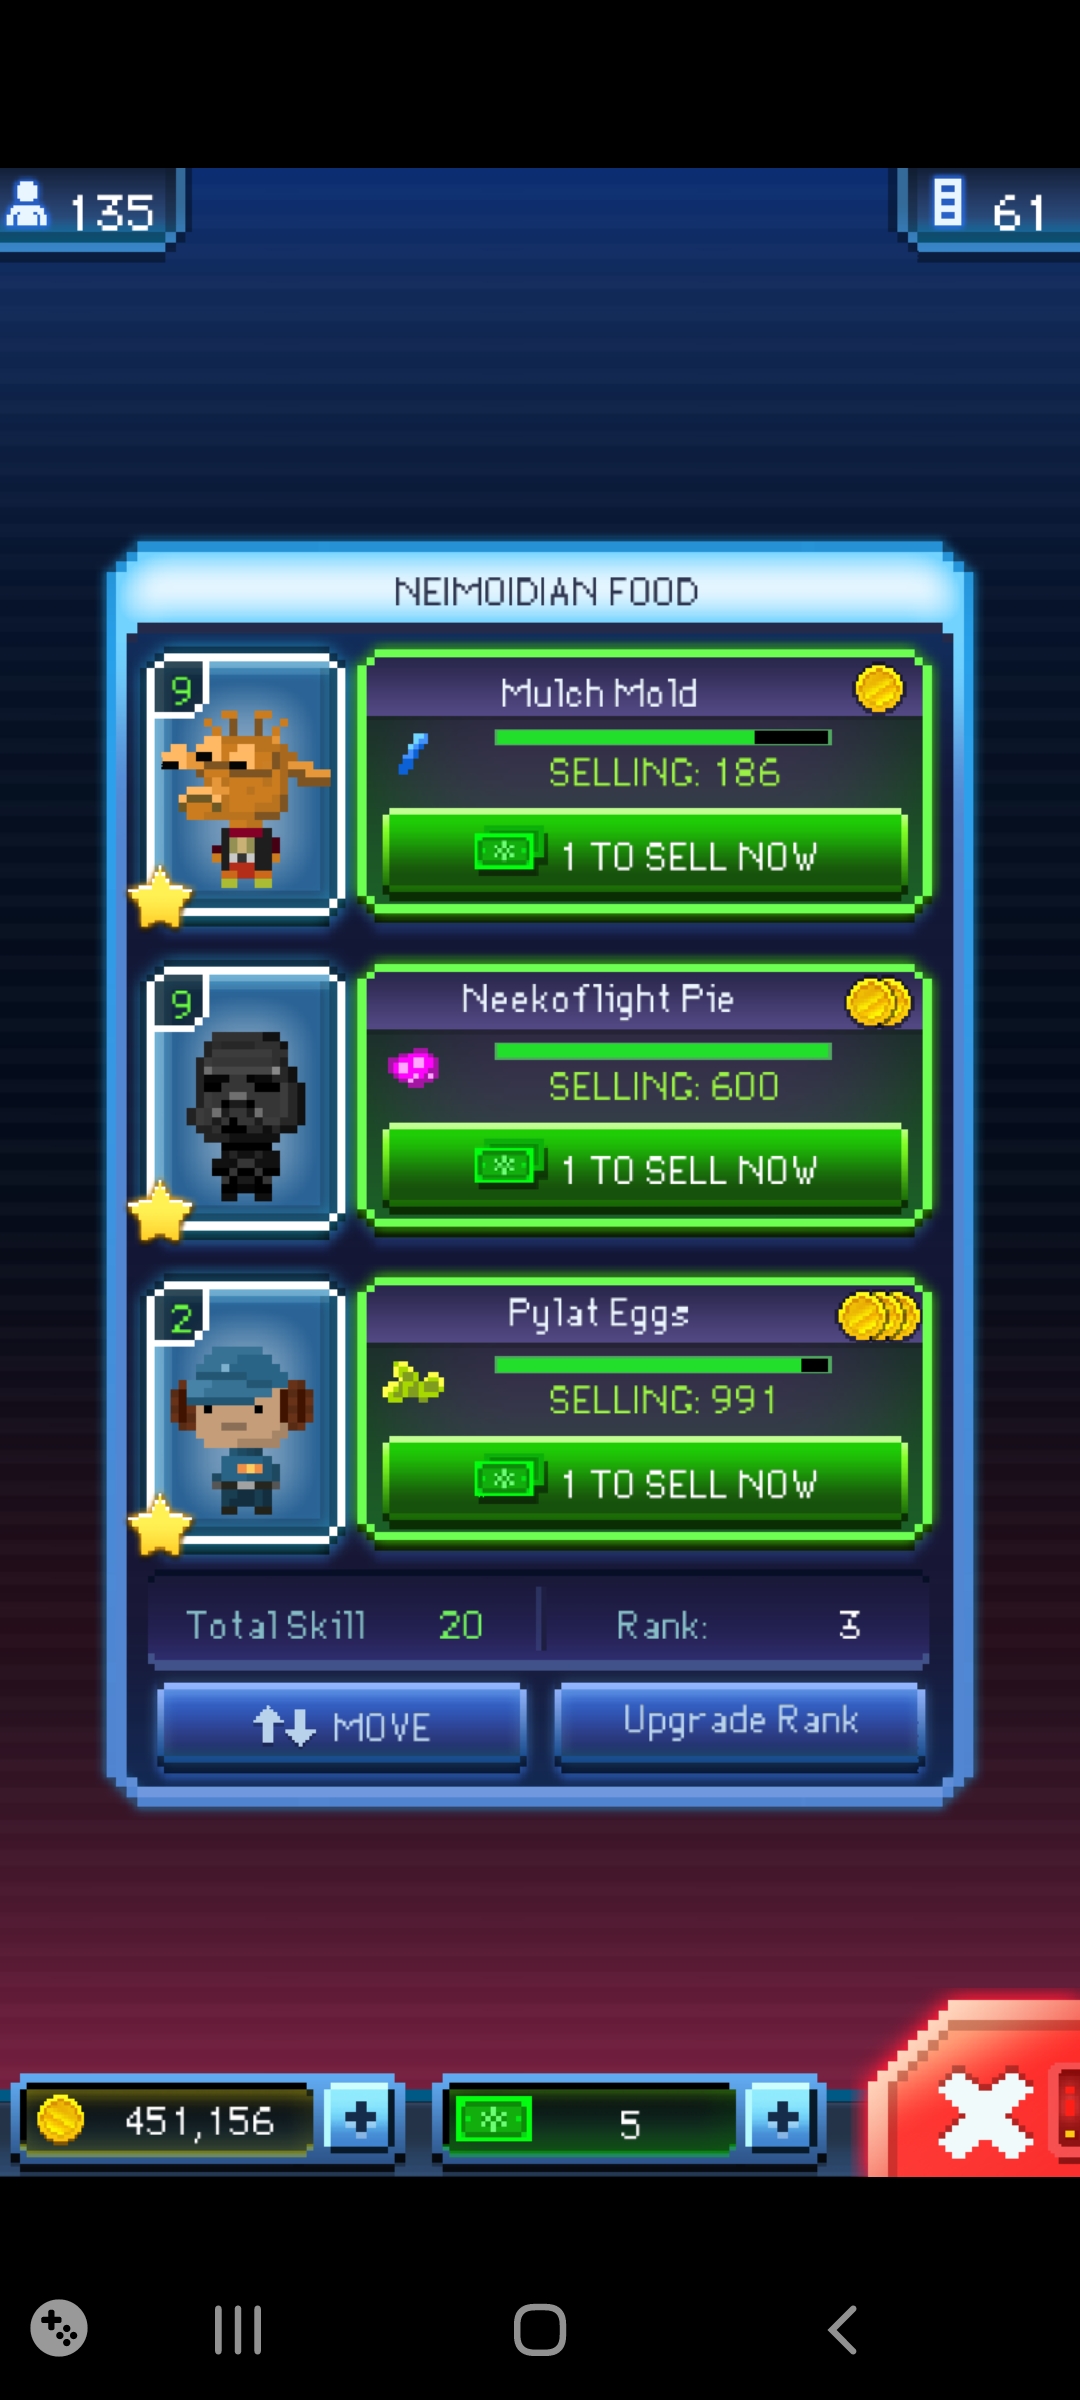 135
61
NEIMOIDIAN FOOD
9
Mulch Mold
SELLING: 186
1 TO SELL NOW
9
Neekoflight Pie
SELLING: 600
1 TO SELL NOW
2
Pylat Eggs
SELLING: 991
1 TO SELL NOW
Total Skill 20 Rank: 3
MOVE Upgrade Rank
451,156 5